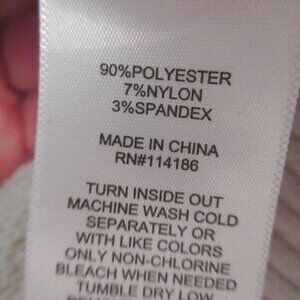 90%POLYESTER
7%NYLON
3%SPANDEX
MADE IN CHINA
RN#114186
TURN INSIDE OUT
MACHINE WASH COLD
SEPARATELY OR
WITH LIKE COLORS
ONLY NON-CHLORINE
BLEACH WHEN NEEDED
TUMBLE DRY LOW